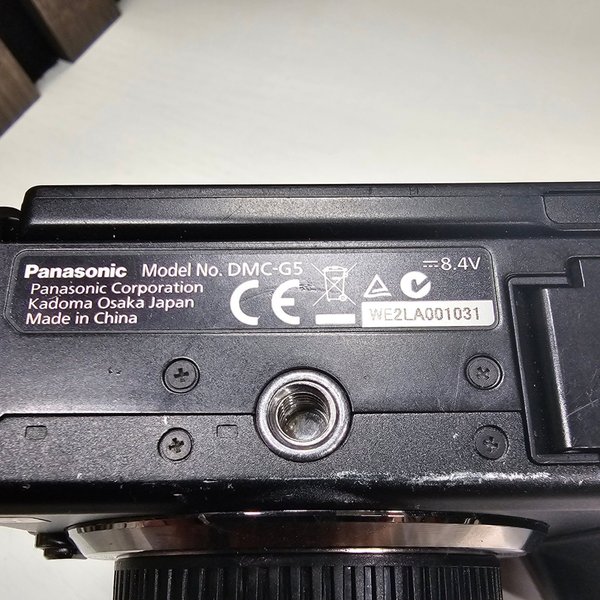 Panasonic Model No. DMC-G5 ⎓8.4V
Panasonic Corporation
Kadoma Osaka Japan
Made in China
CE
WE2LA001031